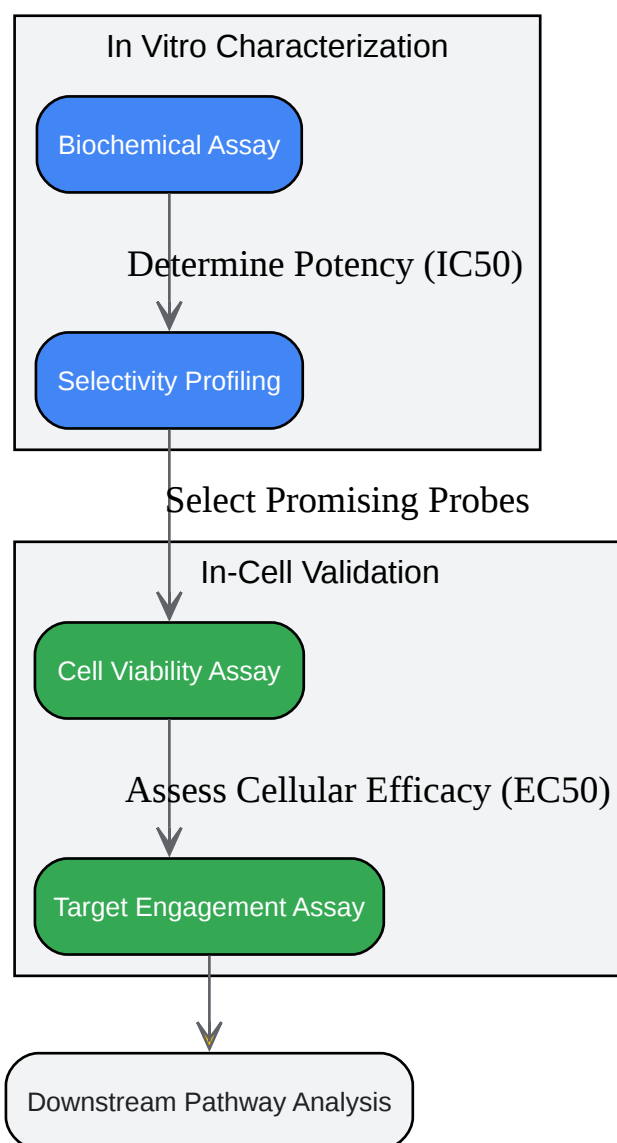 In Vitro Characterization
Biochemical Assay
Determine Potency (IC50)
Selectivity Profiling
Select Promising Probes
In-Cell Validation
Cell Viability Assay
Assess Cellular Efficacy (EC50)
Target Engagement Assay
Downstream Pathway Analysis